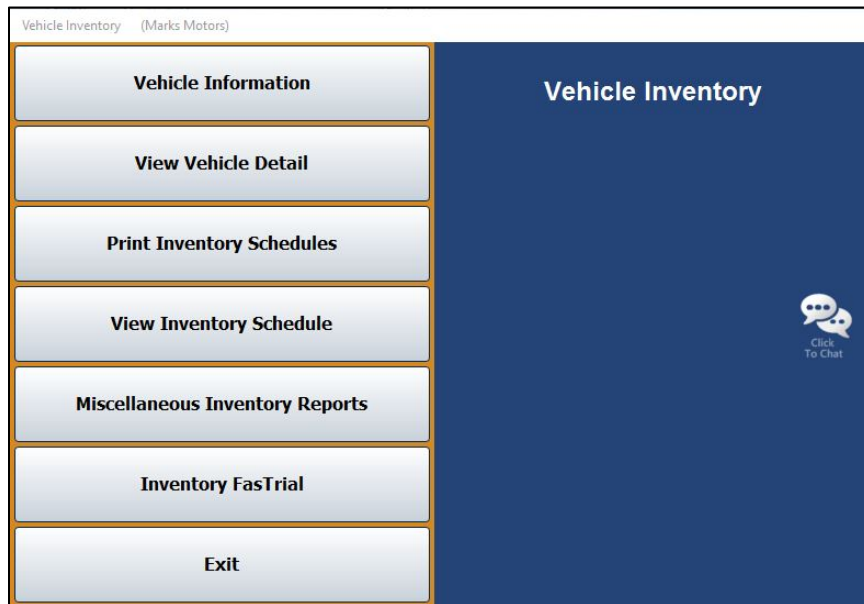 Vehicle Inventory (Marks Motors)
Vehicle Information
View Vehicle Detail
Print Inventory Schedules
View Inventory Schedule
Miscellaneous Inventory Reports
Inventory FasTrial
Exit
Vehicle Inventory
Click
To Chat